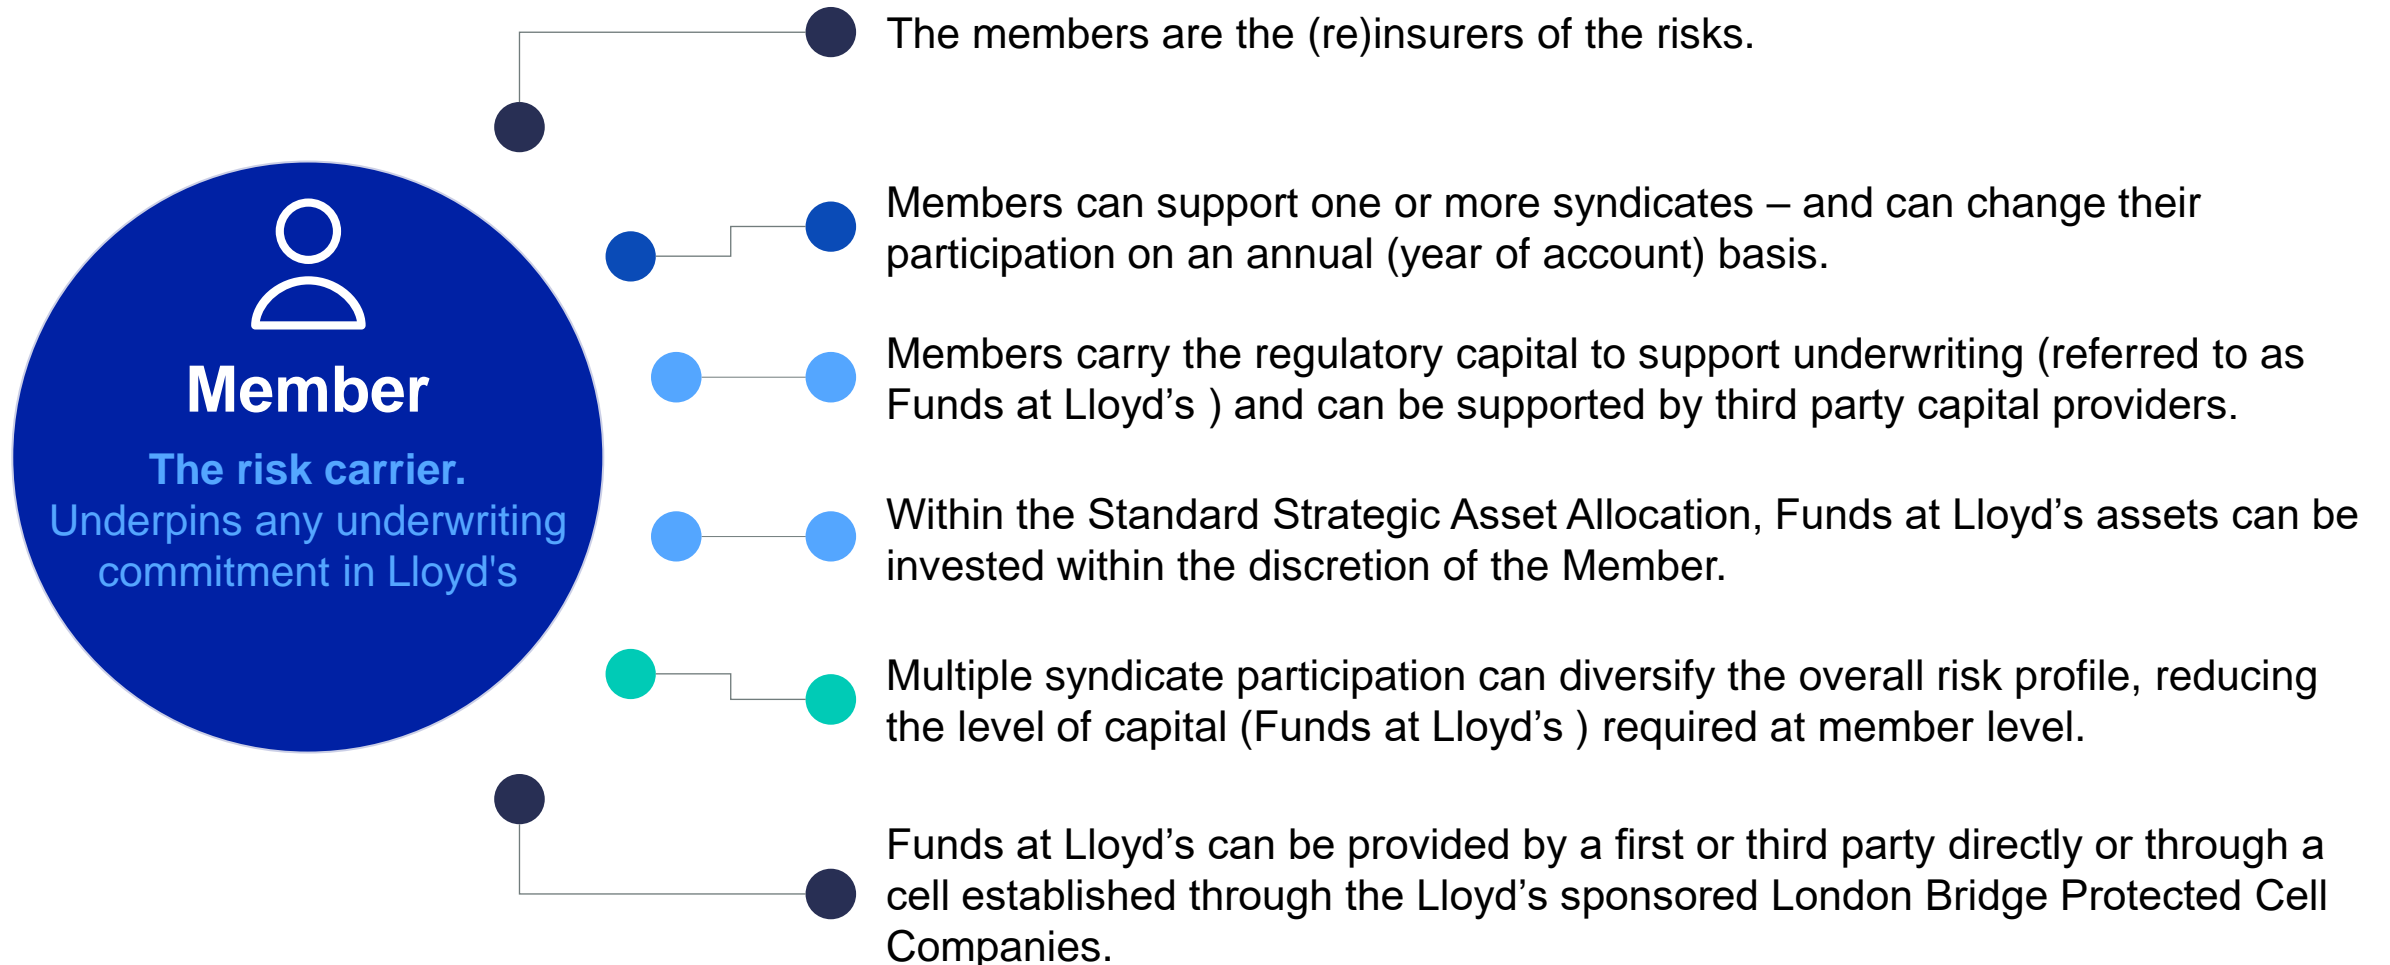 Member
The risk carrier.
Underpins any underwriting
commitment in Lloyd's
The members are the (re)insurers of the risks.
Members can support one or more syndicates – and can change their
participation on an annual (year of account) basis.
Members carry the regulatory capital to support underwriting (referred to as
Funds at Lloyd’s ) and can be supported by third party capital providers.
Within the Standard Strategic Asset Allocation, Funds at Lloyd’s assets can be
invested within the discretion of the Member.
Multiple syndicate participation can diversify the overall risk profile, reducing
the level of capital (Funds at Lloyd’s ) required at member level.
Funds at Lloyd’s can be provided by a first or third party directly or through a
cell established through the Lloyd’s sponsored London Bridge Protected Cell
Companies.